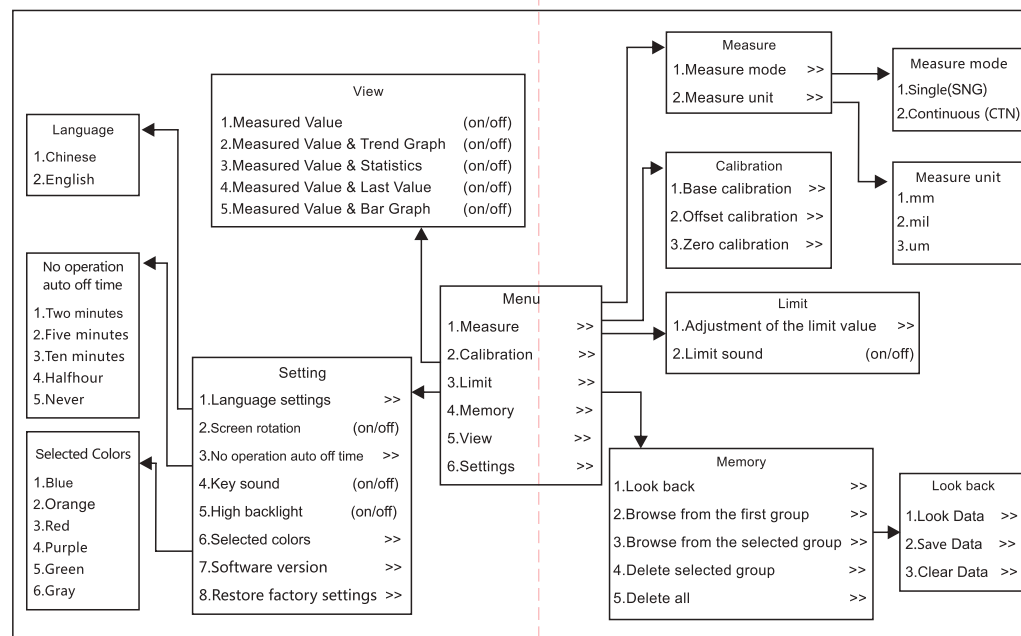 View
1.Measured Value (on/off)
2.Measured Value & Trend Graph (on/off)
3.Measured Value & Statistics (on/off)
4.Measured Value & Last Value (on/off)
5.Measured Value & Bar Graph (on/off)
Language
1.Chinese
2.English
No operation
auto off time
1.Two minutes
2.Five minutes
3.Ten minutes
4.Halfhour
5.Never
Selected Colors
1.Blue
2.Orange
3.Red
4.Purple
5.Green
6.Gray
Setting
1.Language settings >>
2.Screen rotation (on/off)
3.No operation auto off time >>
4.Key sound (on/off)
5.High backlight (on/off)
6.Selected colors >>
7.Software version >>
8.Restore factory settings >>
Menu
1.Measure >>
2.Calibration >>
3.Limit >>
4.Memory >>
5.View >>
6.Settings >>
Measure
1.Measure mode >>
2.Measure unit >>
Measure mode
1.Single(SNG)
2.Continuous (CTN)
Measure unit
1.mm
2.mil
3.um
Calibration
1.Base calibration >>
2.Offset calibration >>
3.Zero calibration >>
Limit
1.Adjustment of the limit value >>
2.Limit sound (on/off)
Memory
1.Look back >>
2.Browse from the first group >>
3.Browse from the selected group >>
4.Delete selected group >>
5.Delete all >>
Look back
1.Look Data >>
2.Save Data >>
3.Clear Data >>